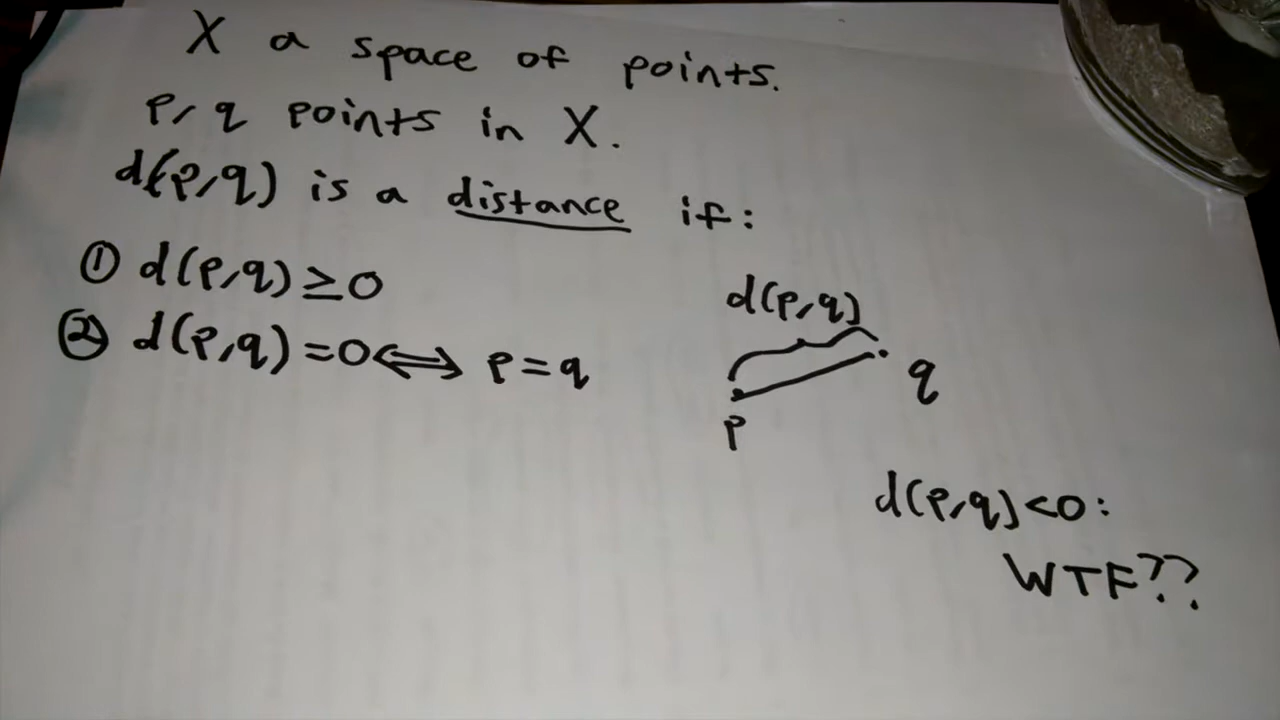 X a space of points.
p, q points in X.
d(p,q) is a distance if:
① d(p,q) ≥ 0
② d(p,q) = 0 ⟺ p = q
d(p,q)
q
p
d(p,q) < 0:
WTF??